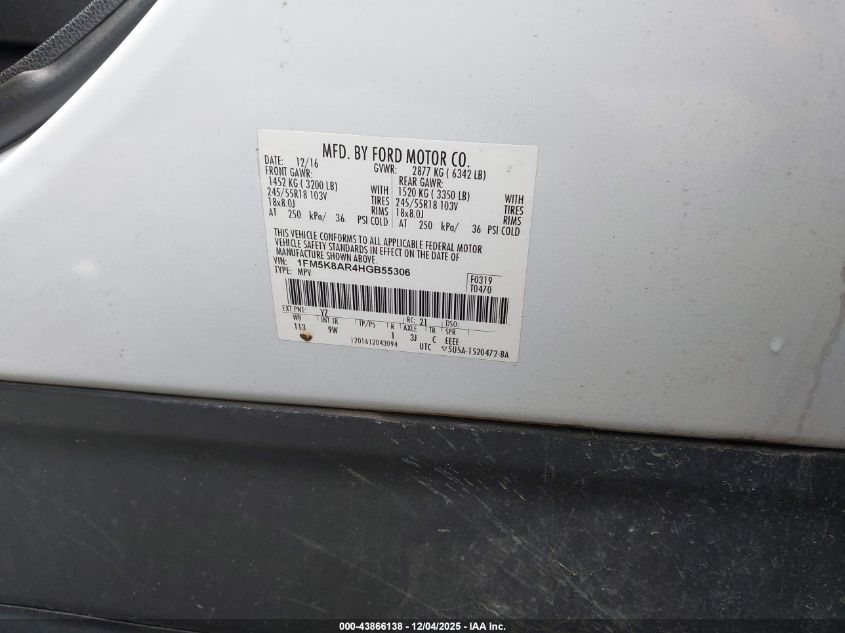 MFD. BY FORD MOTOR CO.
DATE: 12/16 GVWR: 2877 KG ( 6342 LB)
FRONT GAWR: REAR GAWR:
1452 KG ( 3200 LB) WITH 1520 KG ( 3350 LB) WITH
245/55R18 103V TIRES 245/55R18 103V TIRES
18x8.0J RIMS 18x8.0J RIMS
AT 250 kPa/ 36 PSI COLD AT 250 kPa/ 36 PSI COLD
THIS VEHICLE CONFORMS TO ALL APPLICABLE FEDERAL MOTOR
VEHICLE SAFETY STANDARDS IN EFFECT ON THE DATE OF
MANUFACTURE SHOWN ABOVE.
VIN: 1FM5K8AR4HGB55306
TYPE: MPV
F0319
T0470
EXT PNT: YZ RC: 21 DSO:
WB INT TR TP/PS R AXLE TR SPR
113 9W 1 3J C EEEE
1201612043094 UTC ▽5U5A-1520472-BA
000-43866138 - 12/04/2025 - IAA Inc.